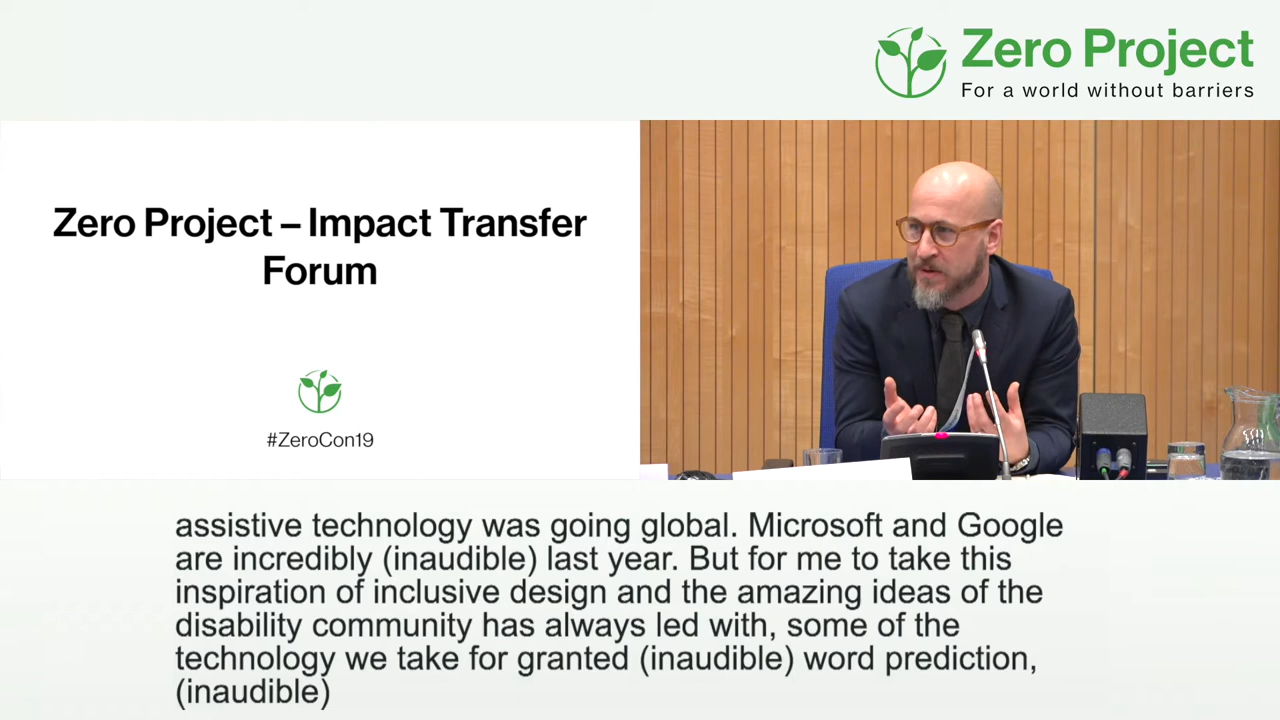 Zero Project
For a world without barriers
Zero Project – Impact Transfer
Forum
#ZeroCon19
assistive technology was going global. Microsoft and Google
are incredibly (inaudible) last year. But for me to take this
inspiration of inclusive design and the amazing ideas of the
disability community has always led with, some of the
technology we take for granted (inaudible) word prediction,
(inaudible)